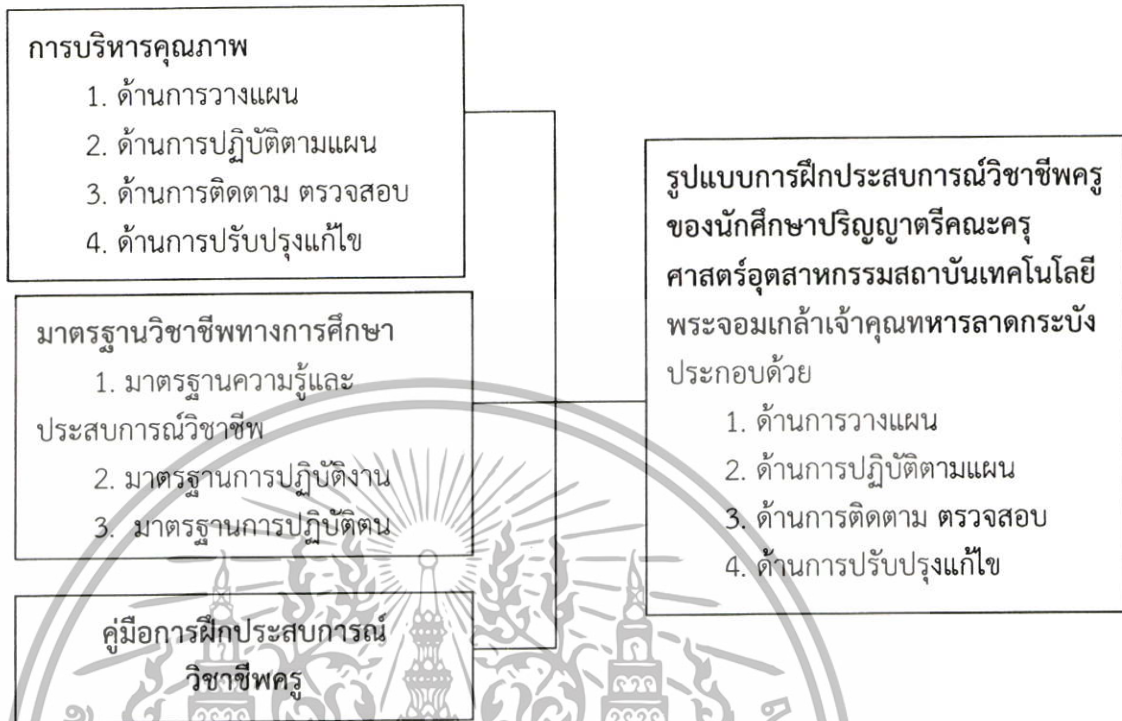 การบริหารคุณภาพ
1. ด้านการวางแผน
2. ด้านการปฏิบัติตามแผน
3. ด้านการติดตาม ตรวจสอบ
4. ด้านการปรับปรุงแก้ไข
มาตรฐานวิชาชีพทางการศึกษา
1. มาตรฐานความรู้และ
ประสบการณ์วิชาชีพ
2. มาตรฐานการปฏิบัติงาน
3. มาตรฐานการปฏิบัติตน
คู่มือการฝึกประสบการณ์
วิชาชีพครู
รูปแบบการฝึกประสบการณ์วิชาชีพครู
ของนักศึกษาปริญญาตรีคณะครุ
ศาสตร์อุตสาหกรรมสถาบันเทคโนโลยี
พระจอมเกล้าเจ้าคุณทหารลาดกระบัง
ประกอบด้วย
1. ด้านการวางแผน
2. ด้านการปฏิบัติตามแผน
3. ด้านการติดตาม ตรวจสอบ
4. ด้านการปรับปรุงแก้ไข